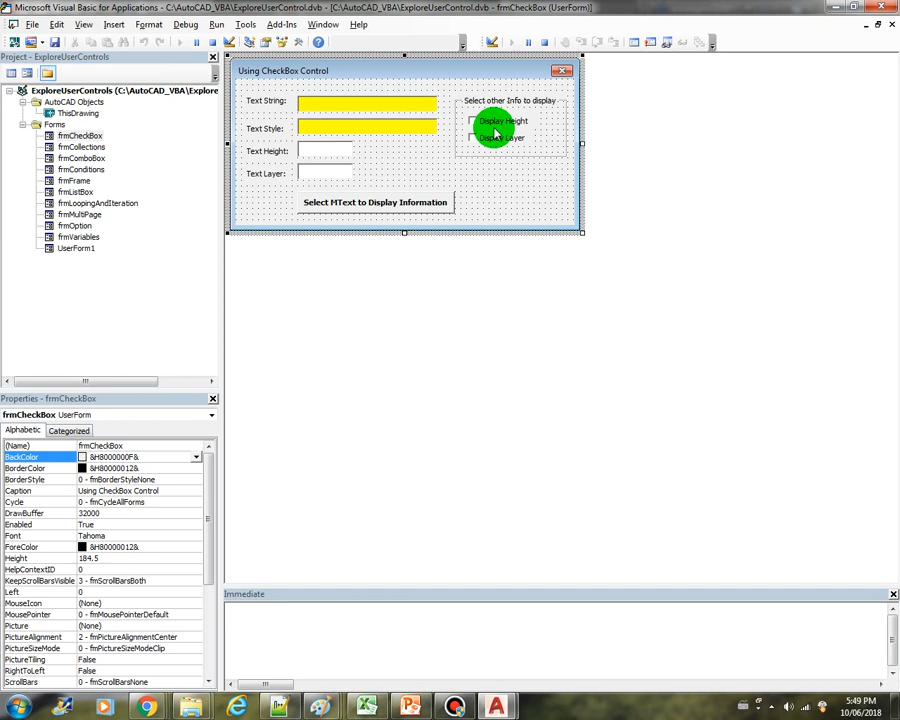 Microsoft Visual Basic for Applications - C:\AutoCAD_VBA\ExploreUserControl.dvb - [C:\AutoCAD_VBA\ExploreUserControl.dvb - frmCheckBox (UserForm)]
File Edit View Insert Format Debug Run Tools Add-Ins Window Help
Project - ExploreUserControls
ExploreUserControls (C:\AutoCAD_VBA\Explore
AutoCAD Objects
ThisDrawing
Forms
frmCheckBox
frmCollections
frmComboBox
frmConditions
frmFrame
frmListBox
frmLoopingAndIteration
frmMultiPage
frmOption
frmVariables
UserForm1
Using CheckBox Control
Text String:
Text Style:
Text Height:
Text Layer:
Select other Info to display
Display Height
Display Layer
Select MText to Display Information
Properties - frmCheckBox
frmCheckBox UserForm
Alphabetic Categorized
(Name) frmCheckBox
BackColor &H8000000F&
BorderColor &H80000012&
BorderStyle 0 - fmBorderStyleNone
Caption Using CheckBox Control
Cycle 0 - fmCycleAllForms
DrawBuffer 32000
Enabled True
Font Tahoma
ForeColor &H80000012&
Height 184.5
HelpContextID 0
KeepScrollBarsVisible 3 - fmScrollBarsBoth
Left 0
MouseIcon (None)
MousePointer 0 - fmMousePointerDefault
Picture (None)
PictureAlignment 2 - fmPictureAlignmentCenter
PictureSizeMode 0 - fmPictureSizeModeClip
PictureTiling False
RightToLeft False
ScrollBars 0 - fmScrollBarsNone
Immediate
5:49 PM
10/06/2018